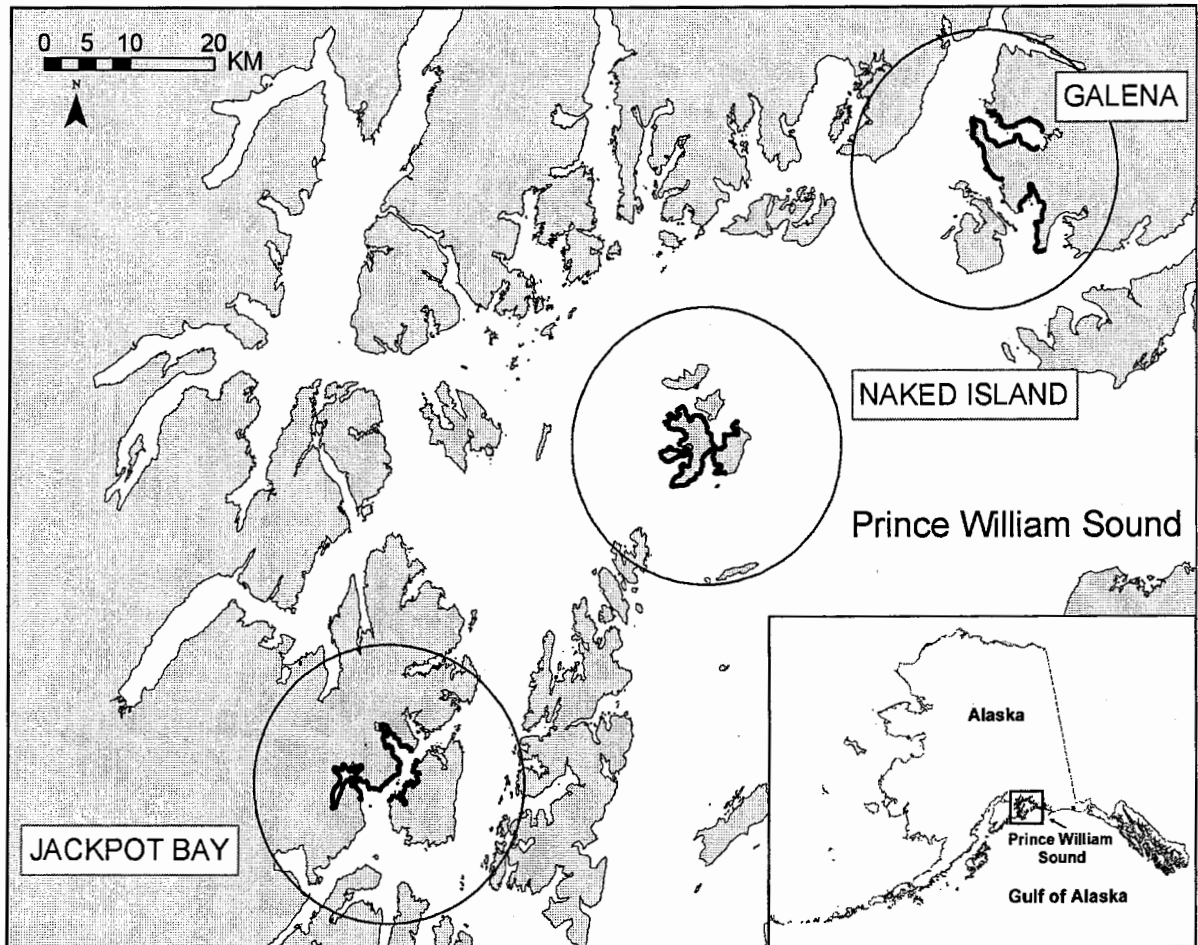 0 5 10 20
KM
N
GALENA
NAKED ISLAND
Prince William Sound
JACKPOT BAY
Alaska
Prince William
Sound
Gulf of Alaska